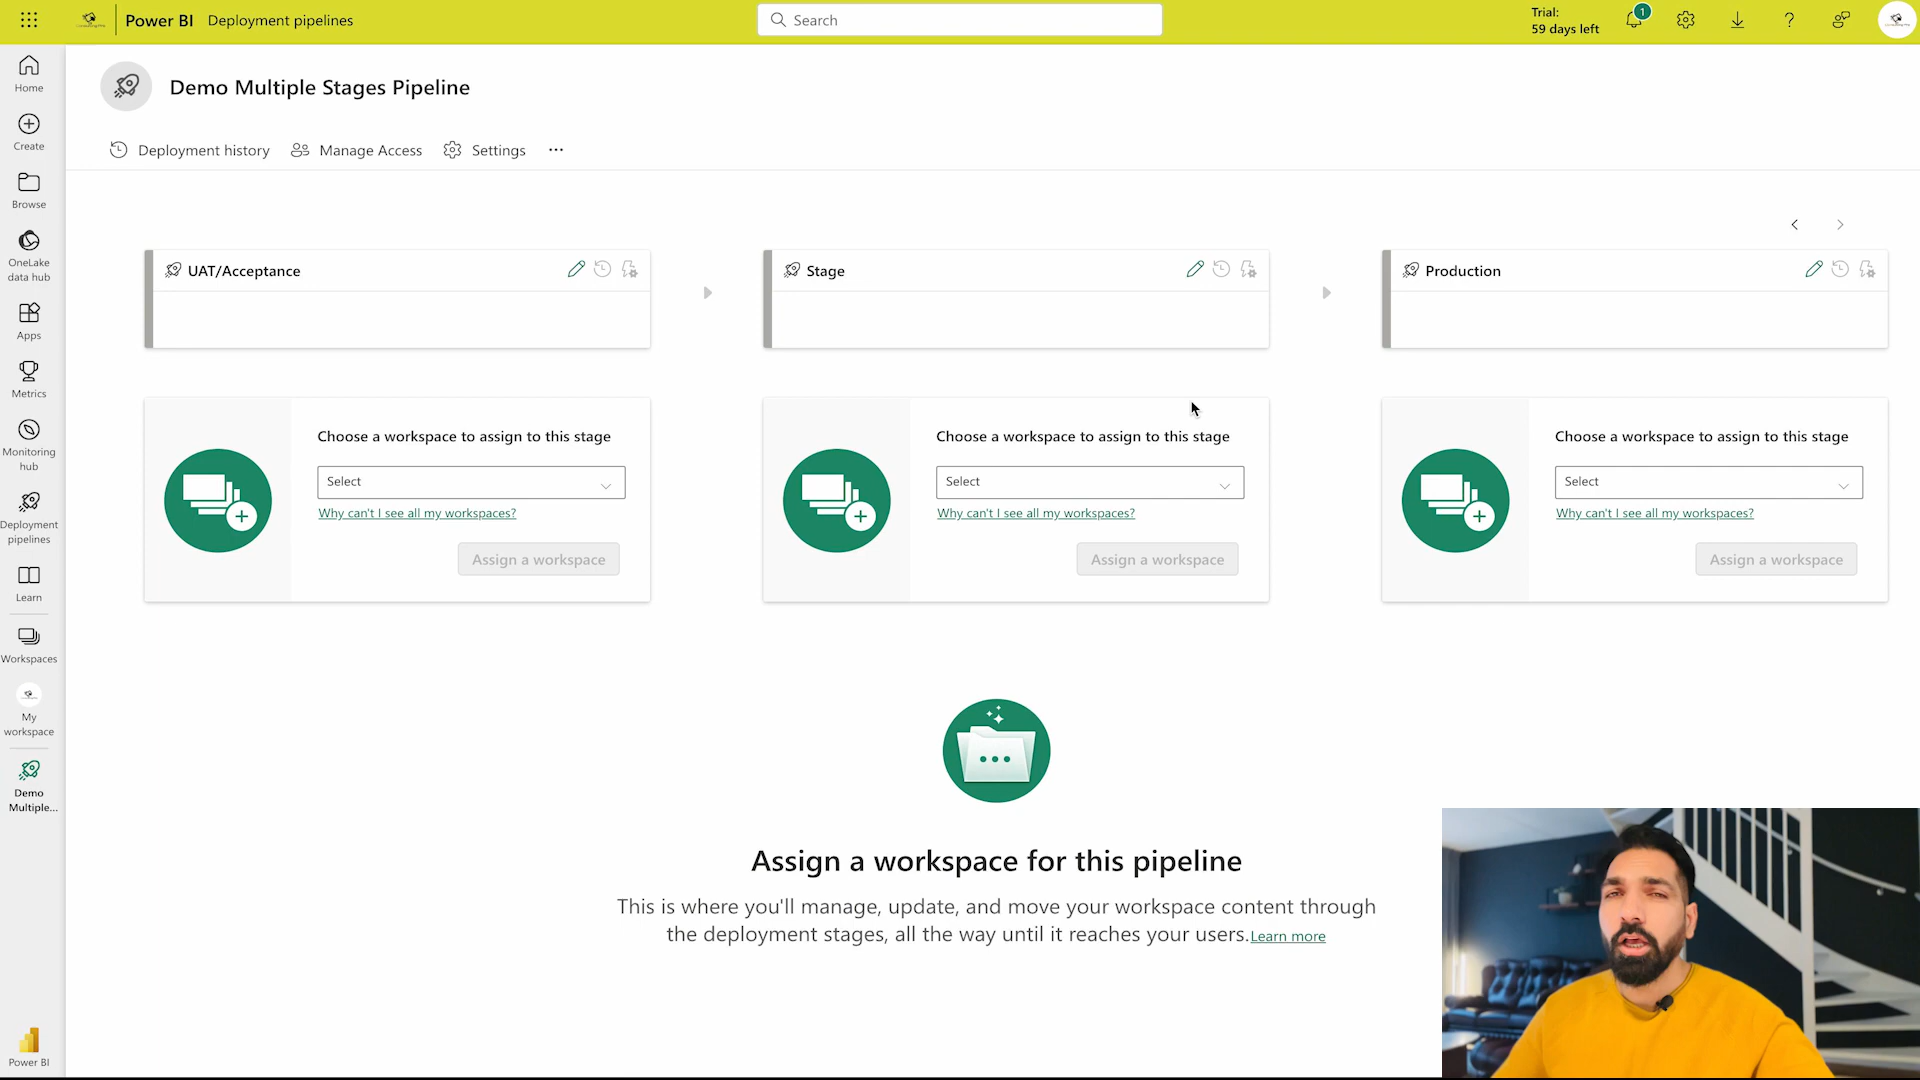 Power BI Deployment pipelines
Search
Trial:
59 days left
1
Home
Create
Browse
OneLake
data hub
Apps
Metrics
Monitoring
hub
Deployment
pipelines
Learn
Workspaces
My
workspace
Demo
Multiple...
Power BI
Demo Multiple Stages Pipeline
Deployment history Manage Access Settings
UAT/Acceptance
Stage
Production
Choose a workspace to assign to this stage
Select
Why can't I see all my workspaces?
Assign a workspace
Choose a workspace to assign to this stage
Select
Why can't I see all my workspaces?
Assign a workspace
Choose a workspace to assign to this stage
Select
Why can't I see all my workspaces?
Assign a workspace
Assign a workspace for this pipeline
This is where you'll manage, update, and move your workspace content through
the deployment stages, all the way until it reaches your users. Learn more